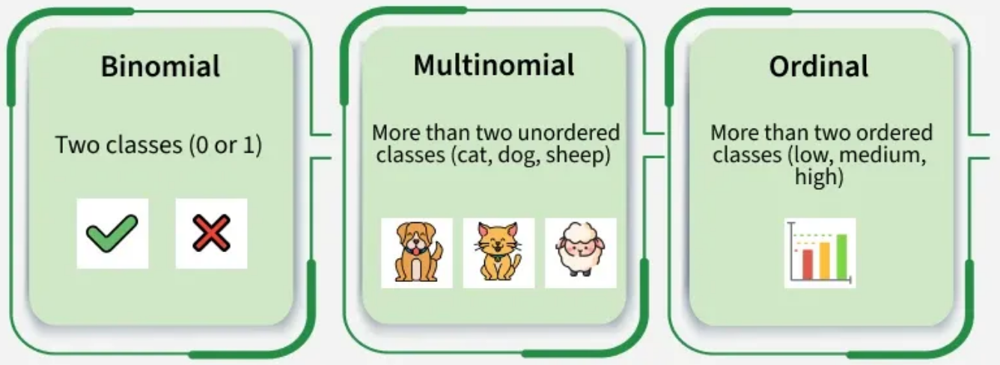 Binomial
Two classes (0 or 1)
Multinomial
More than two unordered
classes (cat, dog, sheep)
Ordinal
More than two ordered
classes (low, medium,
high)